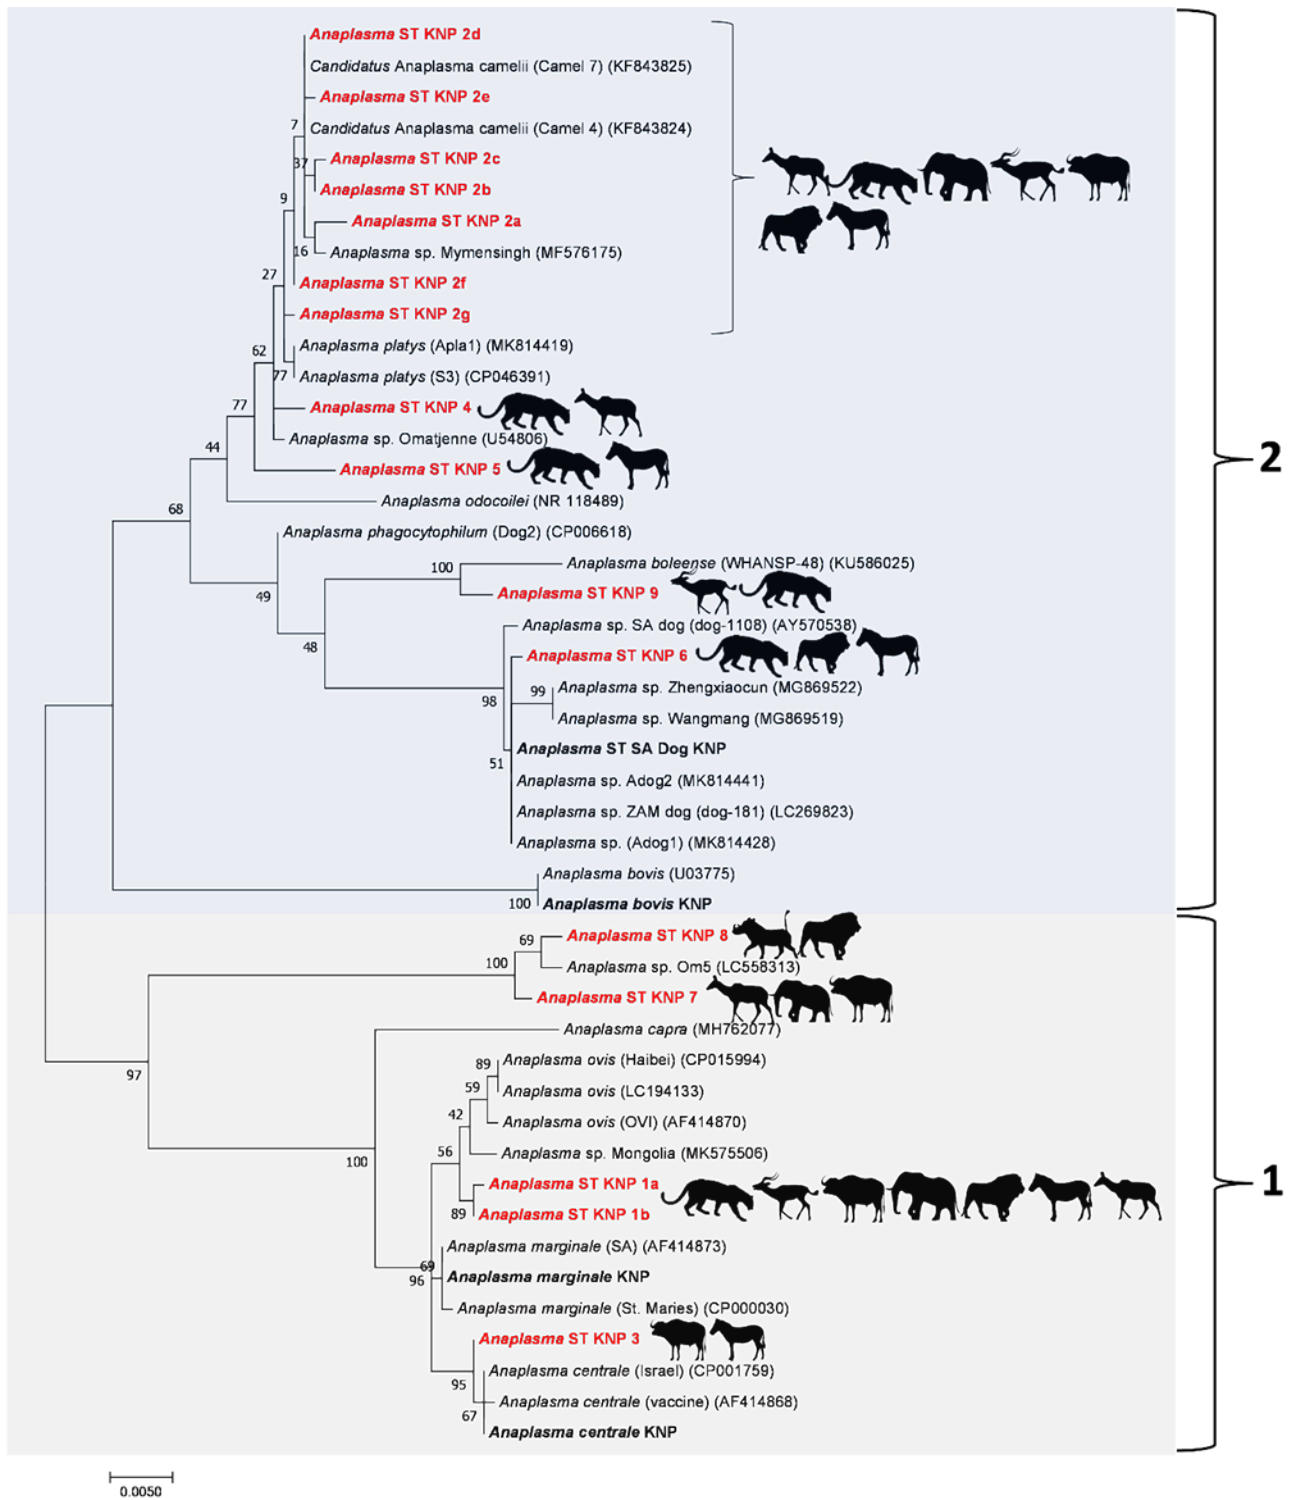 Anaplasma ST KNP 2d
Candidatus Anaplasma camelii (Camel 7) (KF843825)
Anaplasma ST KNP 2e
7
Candidatus Anaplasma camelii (Camel 4) (KF843824)
37
Anaplasma ST KNP 2c
Anaplasma ST KNP 2b
9
Anaplasma ST KNP 2a
16
Anaplasma sp. Mymensingh (MF576175)
27
Anaplasma ST KNP 2f
Anaplasma ST KNP 2g
62
Anaplasma platys (Apla1) (MK814419)
77
Anaplasma platys (S3) (CP046391)
77
Anaplasma ST KNP 4
Anaplasma sp. Omatjenne (U54806)
44
2
Anaplasma ST KNP 5
Anaplasma odocoilei (NR 118489)
68
Anaplasma phagocytophilum (Dog2) (CP006618)
100
Anaplasma boleense (WHANSP-48) (KU586025)
49
Anaplasma ST KNP 9
Anaplasma sp. SA dog (dog-1108) (AY570538)
48
Anaplasma ST KNP 6
98
99
Anaplasma sp. Zhengxiaocun (MG869522)
Anaplasma sp. Wangmang (MG869519)
Anaplasma ST SA Dog KNP
51
Anaplasma sp. Adog2 (MK814441)
Anaplasma sp. ZAM dog (dog-181) (LC269823)
Anaplasma sp. (Adog1) (MK814428)
Anaplasma bovis (U03775)
100
Anaplasma bovis KNP
69
Anaplasma ST KNP 8
100
Anaplasma sp. Om5 (LC558313)
Anaplasma ST KNP 7
Anaplasma capra (MH762077)
97
89
Anaplasma ovis (Haibei) (CP015994)
59
Anaplasma ovis (LC194133)
42
Anaplasma ovis (OVI) (AF414870)
56
Anaplasma sp. Mongolia (MK575506)
100
Anaplasma ST KNP 1a
1
89
Anaplasma ST KNP 1b
Anaplasma marginale (SA) (AF414873)
69
96
Anaplasma marginale KNP
Anaplasma marginale (St. Maries) (CP000030)
Anaplasma ST KNP 3
95
Anaplasma centrale (Israel) (CP001759)
67
Anaplasma centrale (vaccine) (AF414868)
Anaplasma centrale KNP
0.0050